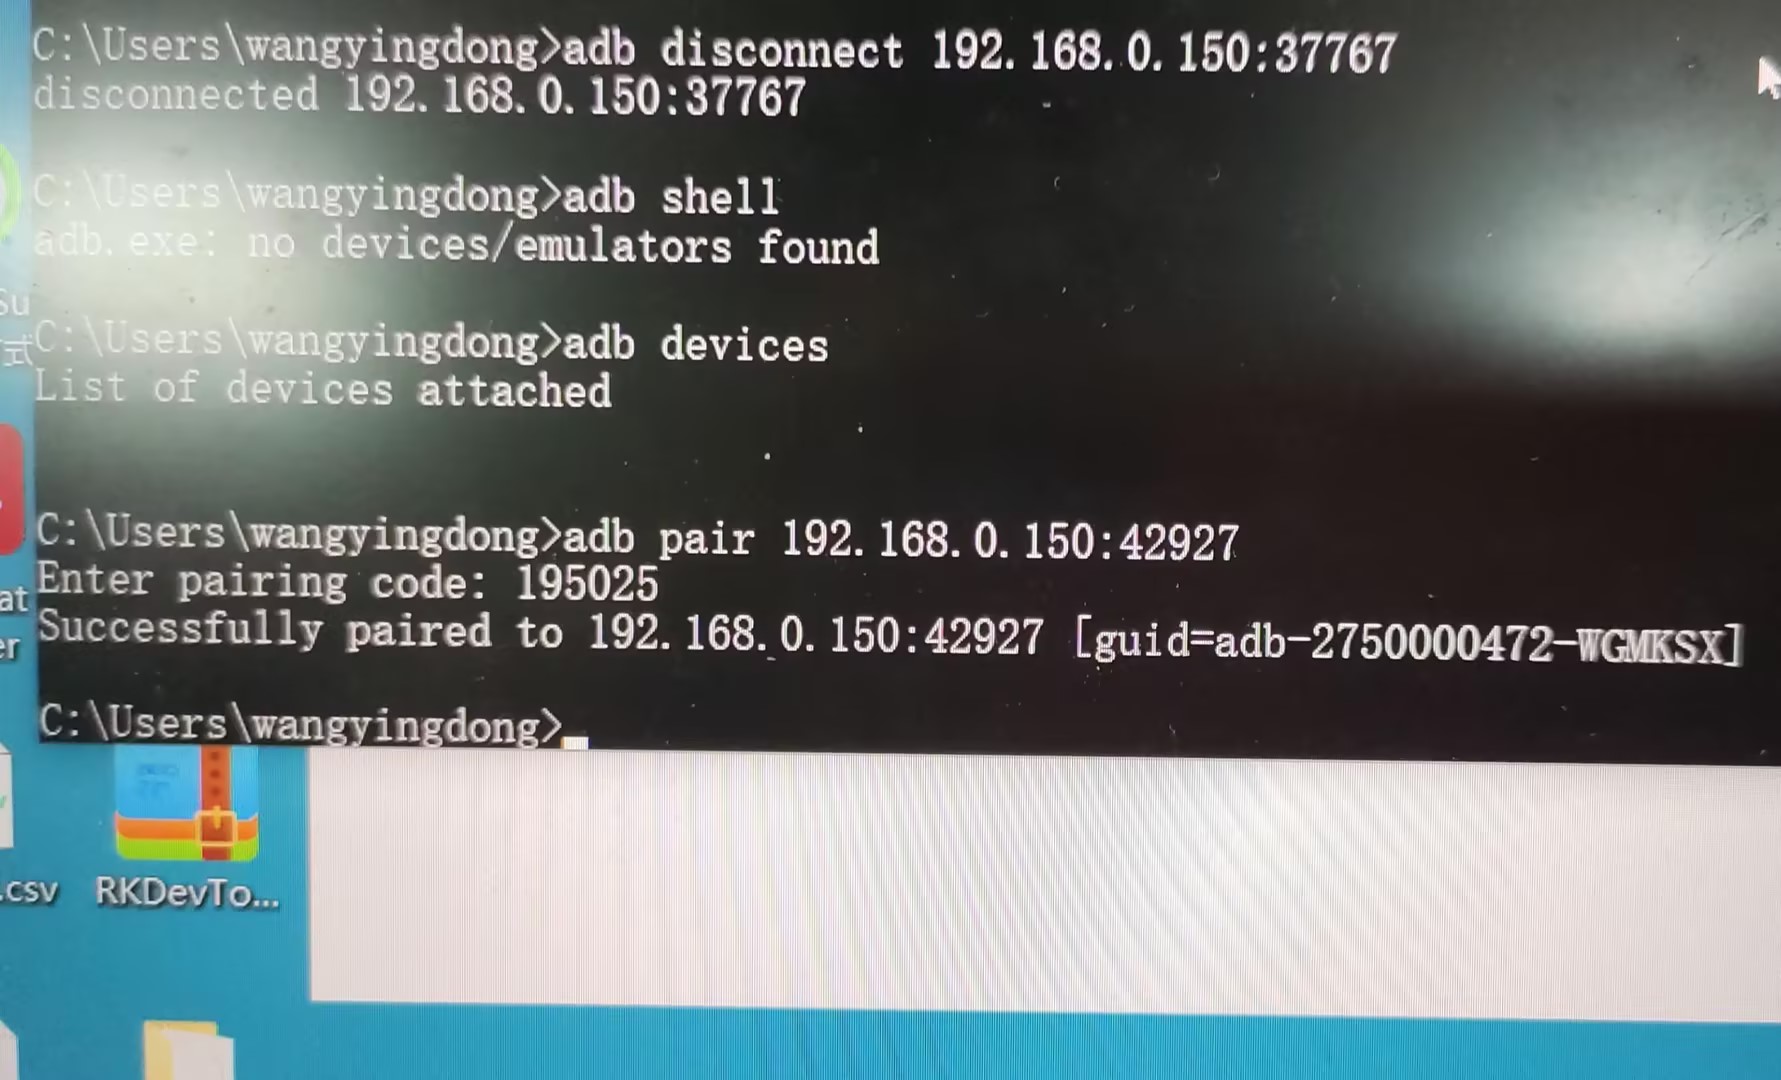 C:\Users\wangyingdong>adb disconnect 192.168.0.150:37767
disconnected 192.168.0.150:37767
C:\Users\wangyingdong>adb shell
adb.exe: no devices/emulators found
Su
式
C:\Users\wangyingdong>adb devices
List of devices attached
C:\Users\wangyingdong>adb pair 192.168.0.150:42927
Enter pairing code: 195025
at
Successfully paired to 192.168.0.150:42927 [guid=adb-2750000472-WGMKSX]
er
C:\Users\wangyingdong>
.csv
RKDevTo...